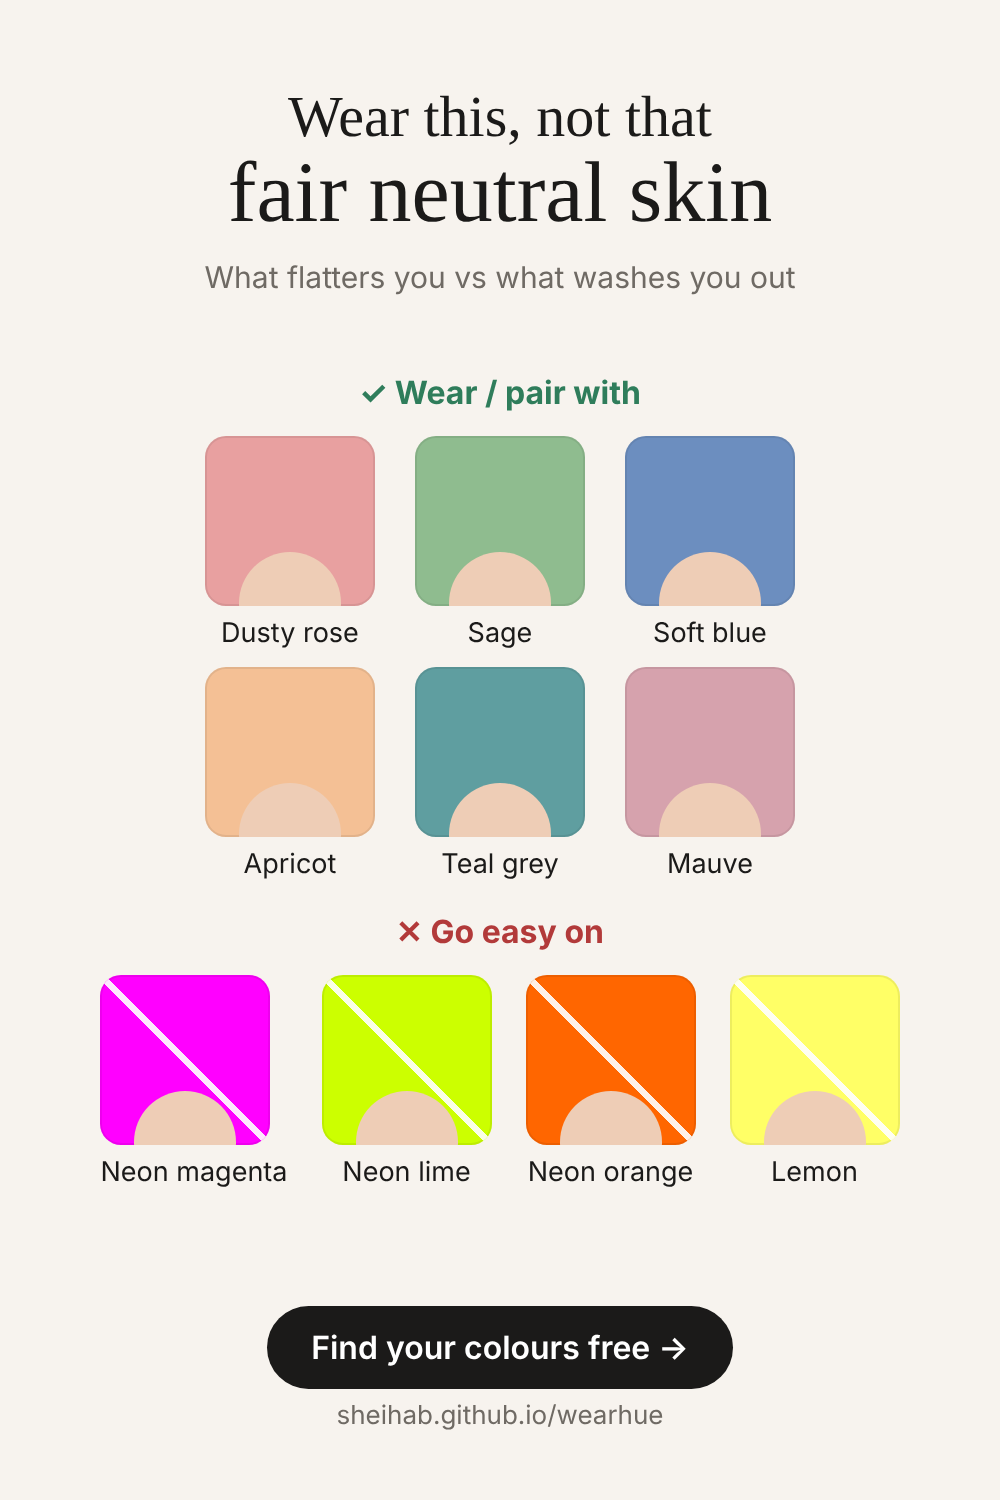 Wear this, not that
fair neutral skin
What flatters you vs what washes you out
✓ Wear / pair with
Dusty rose
Sage
Soft blue
Apricot
Teal grey
Mauve
✕ Go easy on
Neon magenta
Neon lime
Neon orange
Lemon
Find your colours free →
sheihab.github.io/wearhue